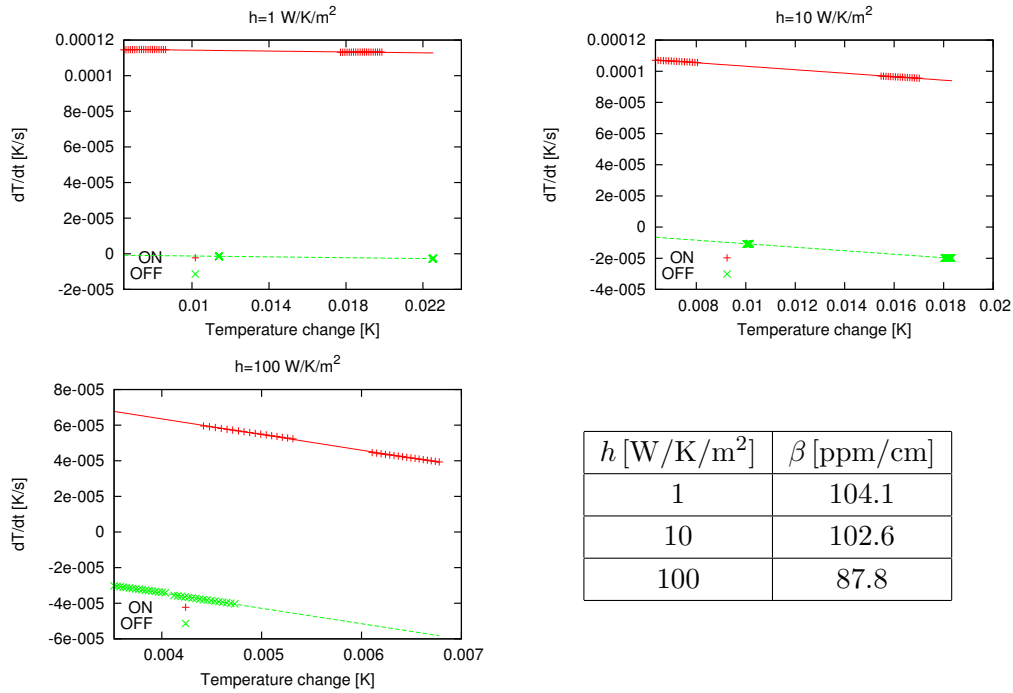 h=1 W/K/m²
0.00012
0.0001
8e-005
6e-005
4e-005
2e-005
0
-2e-005
dT/dt [K/s]
ON
OFF
0.01
0.014
0.018
0.022
Temperature change [K]
h=10 W/K/m²
0.00012
0.0001
8e-005
6e-005
4e-005
2e-005
0
-2e-005
-4e-005
dT/dt [K/s]
ON
OFF
0.008
0.01
0.012
0.014
0.016
0.018
0.02
Temperature change [K]
h=100 W/K/m²
8e-005
6e-005
4e-005
2e-005
0
-2e-005
-4e-005
-6e-005
dT/dt [K/s]
ON
OFF
0.004
0.005
0.006
0.007
Temperature change [K]
h [W/K/m²] β [ppm/cm]
1 104.1
10 102.6
100 87.8